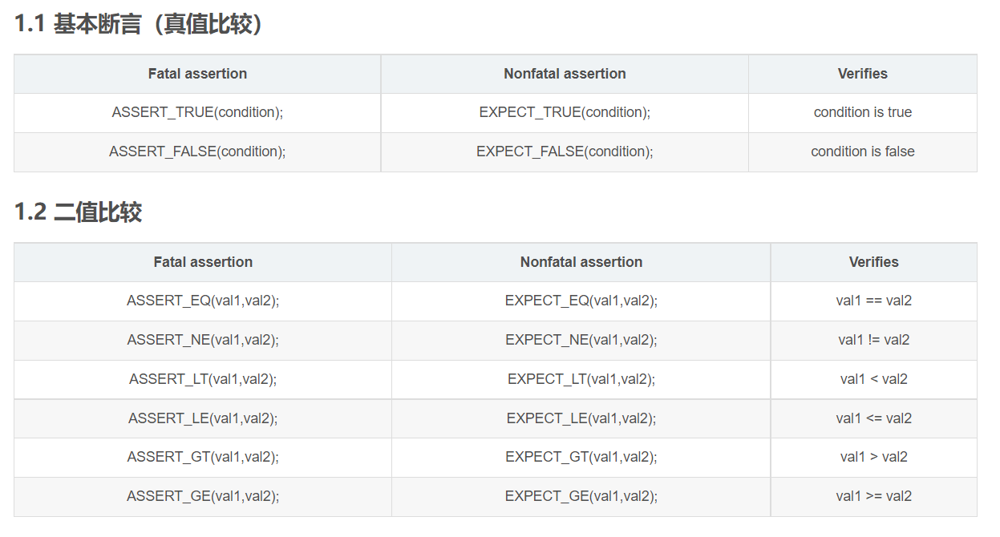 1.1 基本断言（真值比较）
Fatal assertion Nonfatal assertion Verifies
ASSERT_TRUE(condition); EXPECT_TRUE(condition); condition is true
ASSERT_FALSE(condition); EXPECT_FALSE(condition); condition is false
1.2 二值比较
Fatal assertion Nonfatal assertion Verifies
ASSERT_EQ(val1,val2); EXPECT_EQ(val1,val2); val1 == val2
ASSERT_NE(val1,val2); EXPECT_NE(val1,val2); val1 != val2
ASSERT_LT(val1,val2); EXPECT_LT(val1,val2); val1 < val2
ASSERT_LE(val1,val2); EXPECT_LE(val1,val2); val1 <= val2
ASSERT_GT(val1,val2); EXPECT_GT(val1,val2); val1 > val2
ASSERT_GE(val1,val2); EXPECT_GE(val1,val2); val1 >= val2